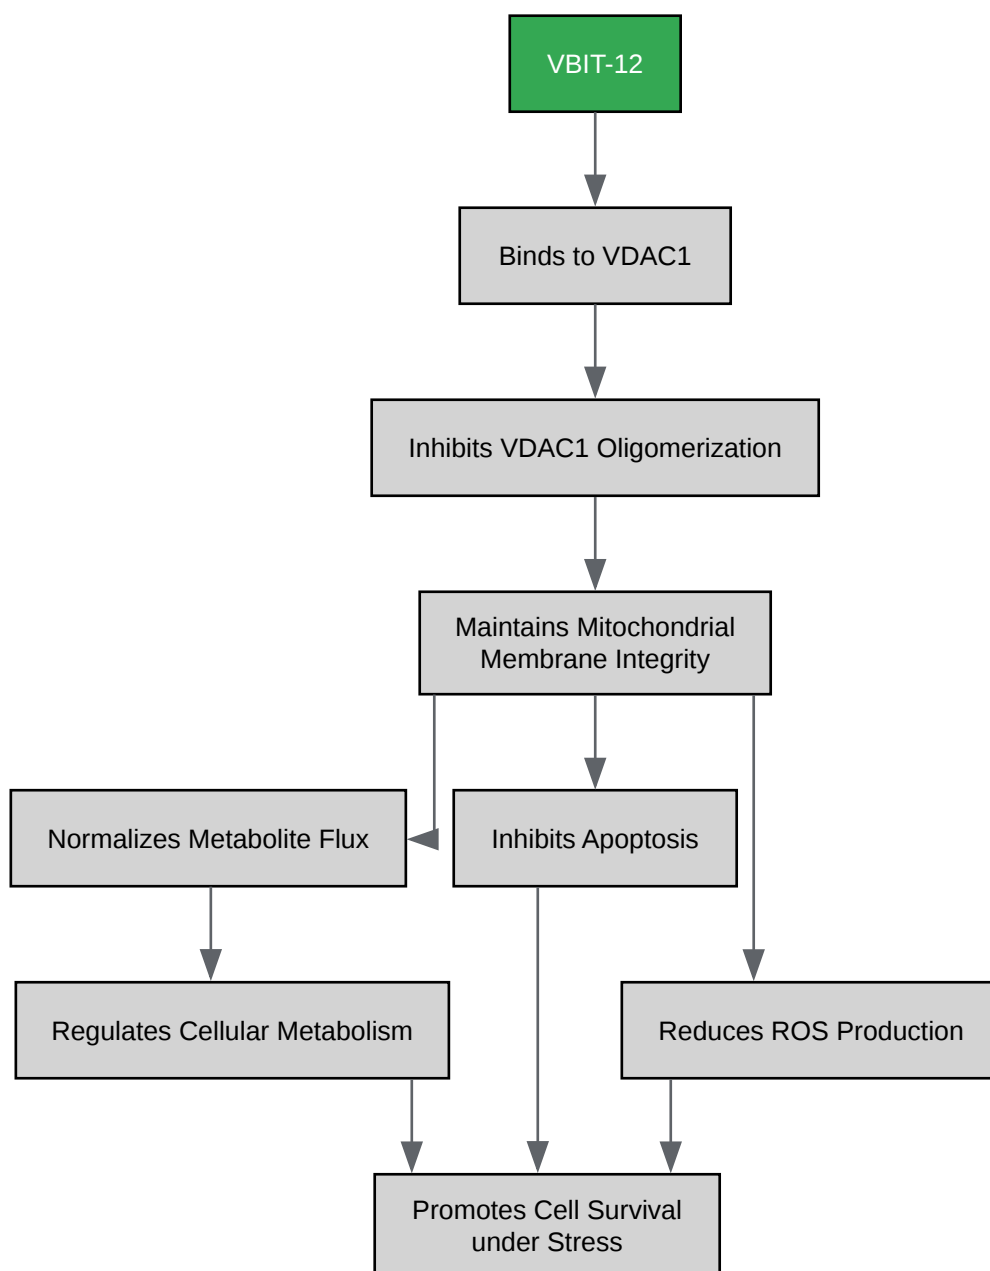 VBIT-12
Binds to VDAC1
Inhibits VDAC1 Oligomerization
Maintains Mitochondrial
Membrane Integrity
Normalizes Metabolite Flux
Inhibits Apoptosis
Regulates Cellular Metabolism
Reduces ROS Production
Promotes Cell Survival
under Stress